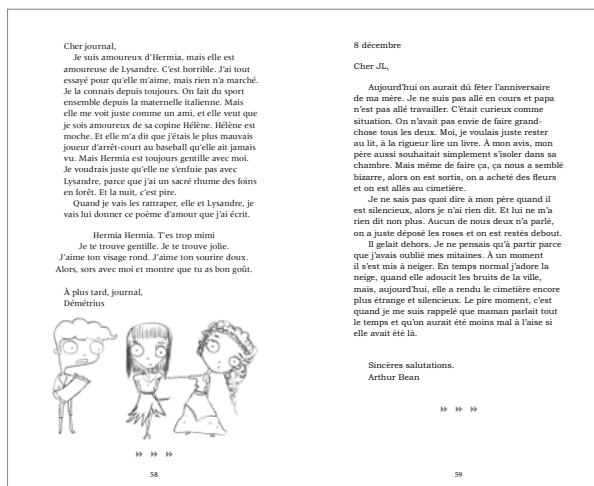 Cher journal,
Je suis amoureux d'Hermia, mais elle est
amoureuse de Lysandre. C'est horrible. J'ai tout
essayé pour qu'elle m'aime, mais rien n'a marché.
Je la connais depuis toujours. On fait du sport
ensemble depuis la maternelle italienne. Mais
elle me voit juste comme un ami, et elle veut que
je sois amoureux de sa copine Hélène. Hélène est
moche. Et elle m'a dit que j'étais le plus mauvais
joueur d'arrêt-court au baseball qu'elle ait jamais
vu. Mais Hermia est toujours gentille avec moi.
Je voudrais juste qu'elle ne s'enfuie pas avec
Lysandre, parce que j'ai un sacré rhume des foins
en forêt. Et la nuit, c'est pire.
Quand je vais les rattraper, elle et Lysandre, je
vais lui donner ce poème d'amour que j'ai écrit.
Hermia Hermia. T'es trop mimi
Je te trouve gentille. Je te trouve jolie.
J'aime ton visage rond. J'aime ton sourire doux.
Alors, sors avec moi et montre que tu as bon goût.
À plus tard, journal,
Démétrius
58
8 décembre
Cher JL,
Aujourd'hui on aurait dû fêter l'anniversaire
de ma mère. Je ne suis pas allé en cours et papa
n'est pas allé travailler. C'était curieux comme
situation. On n'avait pas envie de faire grand-
chose tous les deux. Moi, je voulais juste rester
au lit, à la rigueur lire un livre. À mon avis, mon
père aussi souhaitait simplement s'isoler dans sa
chambre. Mais même de faire ça, ça nous a semblé
bizarre, alors on est sortis, on a acheté des fleurs
et on est allés au cimetière.
Je ne sais pas quoi dire à mon père quand il
est silencieux, alors je n'ai rien dit. Et lui ne m'a
rien dit non plus. Aucun de nous deux n'a parlé,
on a juste déposé les roses et on est restés debout.
Il gelait dehors. Je ne pensais qu'à partir parce
que j'avais oublié mes mitaines. À un moment
il s'est mis à neiger. En temps normal j'adore la
neige, quand elle adoucit les bruits de la ville,
mais, aujourd'hui, elle a rendu le cimetière encore
plus étrange et silencieux. Le pire moment, c'est
quand je me suis rappelé que maman parlait tout
le temps et qu'on aurait été moins mal à l'aise si
elle avait été là.
Sincères salutations.
Arthur Bean
59